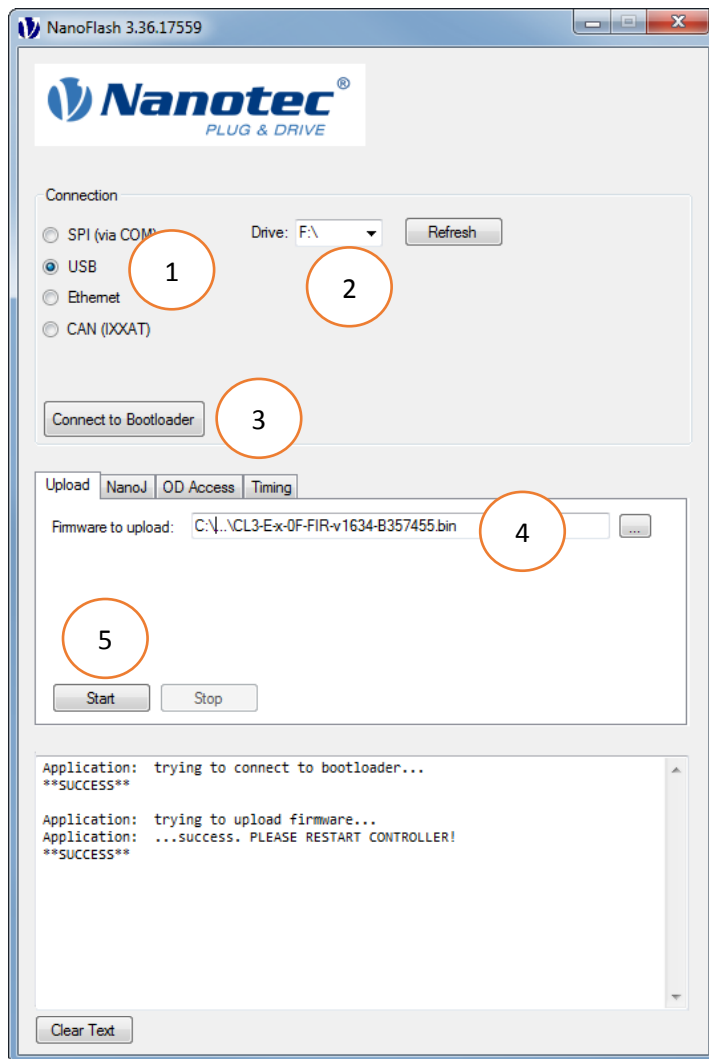 NanoFlash 3.36.17559
Nanotec®
PLUG & DRIVE
Connection
SPI (via COM)
Drive: F:\
Refresh
USB
1
2
Ethernet
CAN (IXXAT)
Connect to Bootloader
3
Upload NanoJ OD Access Timing
Firmware to upload: C:\...\CL3-E-x-0F-FIR-v1634-B357455.bin
4
...
5
Start Stop
Application: trying to connect to bootloader...
**SUCCESS**
Application: trying to upload firmware...
Application: ...success. PLEASE RESTART CONTROLLER!
**SUCCESS**
Clear Text